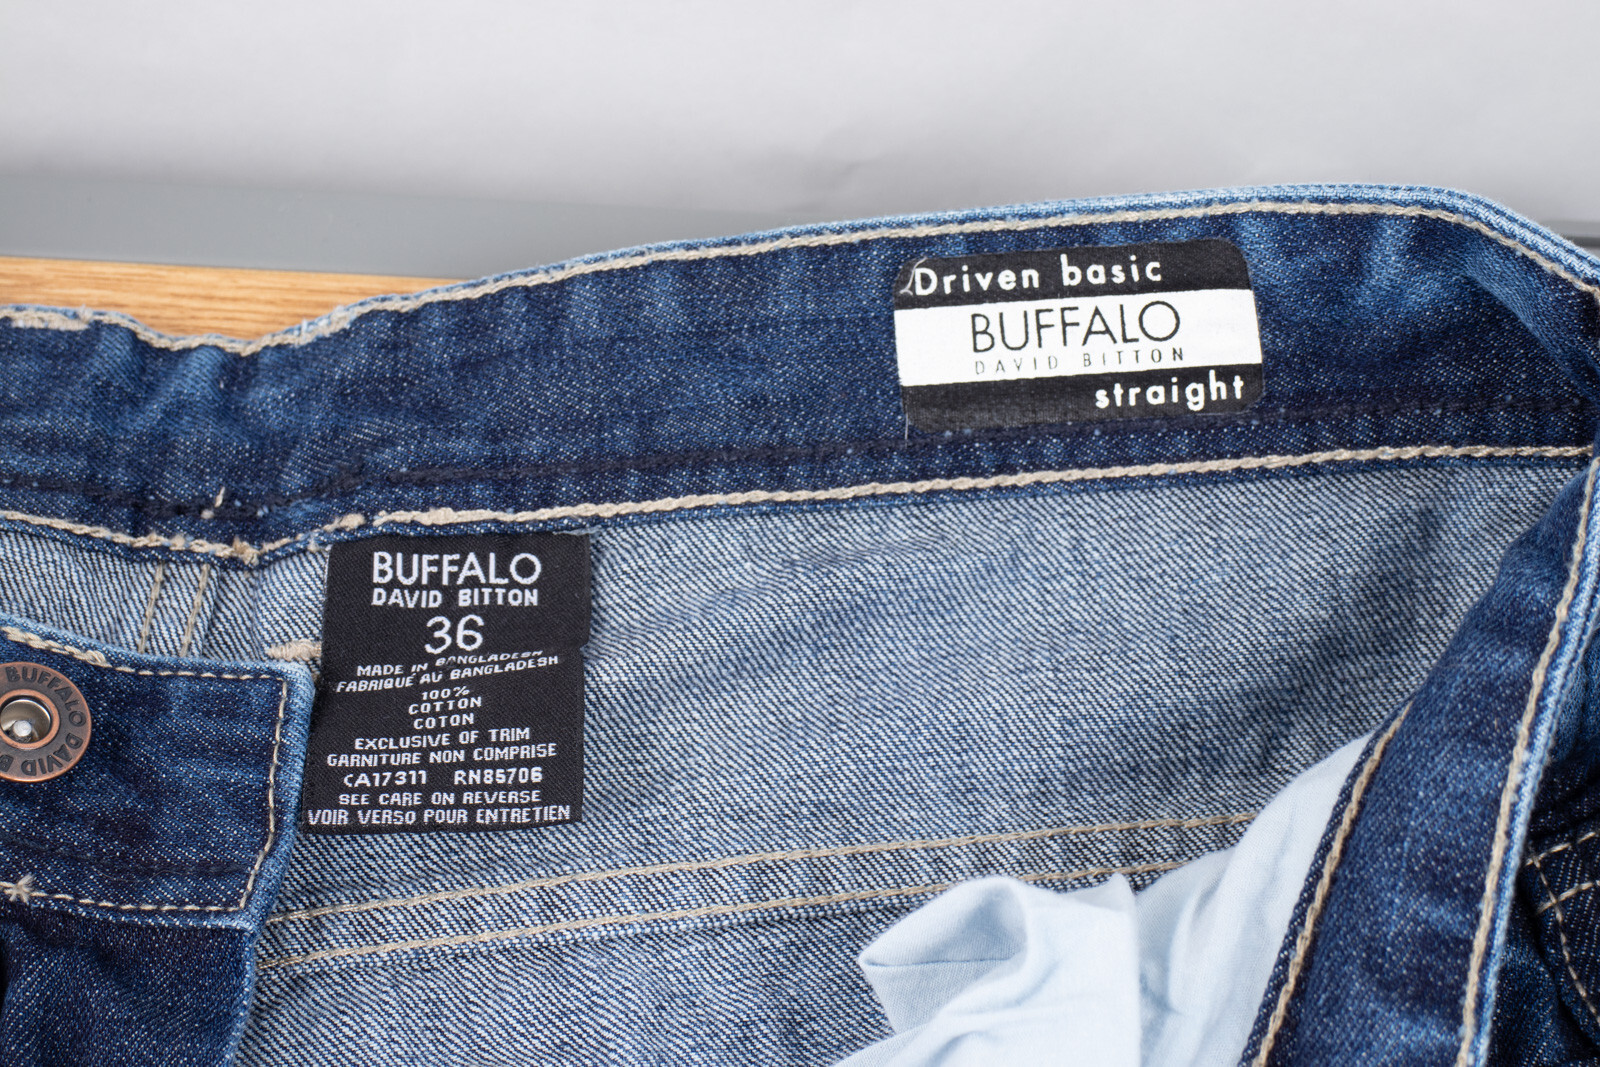 Driven basic
BUFFALO
DAVID BITTON
straight
BUFFALO
DAVID BITTON
36
MADE IN BANGLADESH
FABRIQUÉ AU BANGLADESH
100%
COTTON
COTON
EXCLUSIVE OF TRIM
GARNITURE NON COMPRISE
CA17311 RN85706
SEE CARE ON REVERSE
VOIR VERSO POUR ENTRETIEN
BUFFALO DAVID B